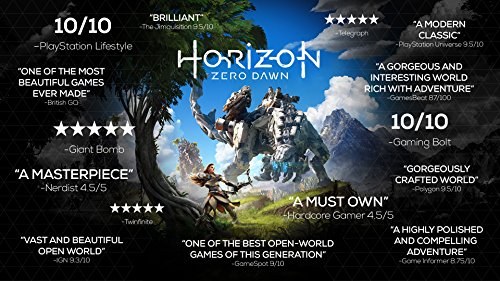 10/10
-PlayStation Lifestyle
"BRILLIANT"
-The Jimquisition 9.5/10
★★★★★
-Telegraph
"A MODERN
CLASSIC"
-PlayStation Universe 9.5/10
HORIZON
ZERO DAWN
"ONE OF THE MOST
BEAUTIFUL GAMES
EVER MADE"
-British GQ
"A GORGEOUS AND
INTERESTING WORLD
RICH WITH ADVENTURE"
-GamesBeat 87/100
★★★★★
-Giant Bomb
10/10
-Gaming Bolt
"A MASTERPIECE"
-Nerdist 4.5/5
"GORGEOUSLY
CRAFTED WORLD"
-Polygon 9.5/10
★★★★★
-Twinfinite
"A MUST OWN"
-Hardcore Gamer 4.5/5
"VAST AND BEAUTIFUL
OPEN WORLD"
-IGN 9.3/10
"ONE OF THE BEST OPEN-WORLD
GAMES OF THIS GENERATION"
-GameSpot 9/10
"A HIGHLY POLISHED
AND COMPELLING
ADVENTURE"
-Game Informer 8.75/10